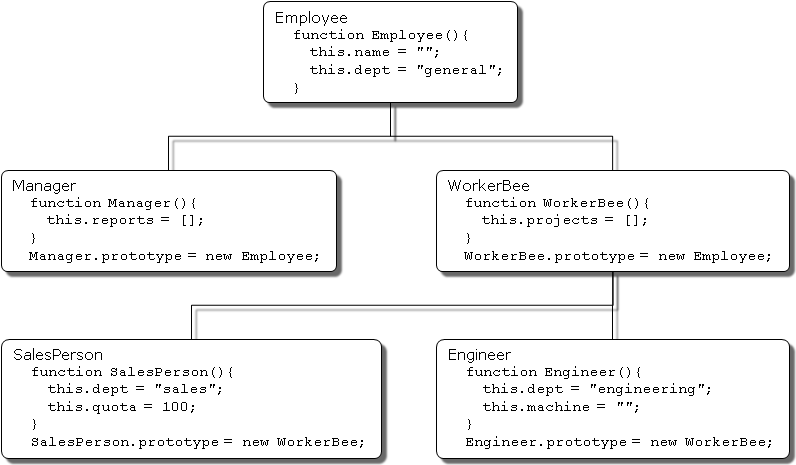 Employee
function Employee(){
this.name = "";
this.dept = "general";
}
Manager
function Manager(){
this.reports = [];
}
Manager.prototype = new Employee;
WorkerBee
function WorkerBee(){
this.projects = [];
}
WorkerBee.prototype = new Employee;
SalesPerson
function SalesPerson(){
this.dept = "sales";
this.quota = 100;
}
SalesPerson.prototype = new WorkerBee;
Engineer
function Engineer(){
this.dept = "engineering";
this.machine = "";
}
Engineer.prototype = new WorkerBee;